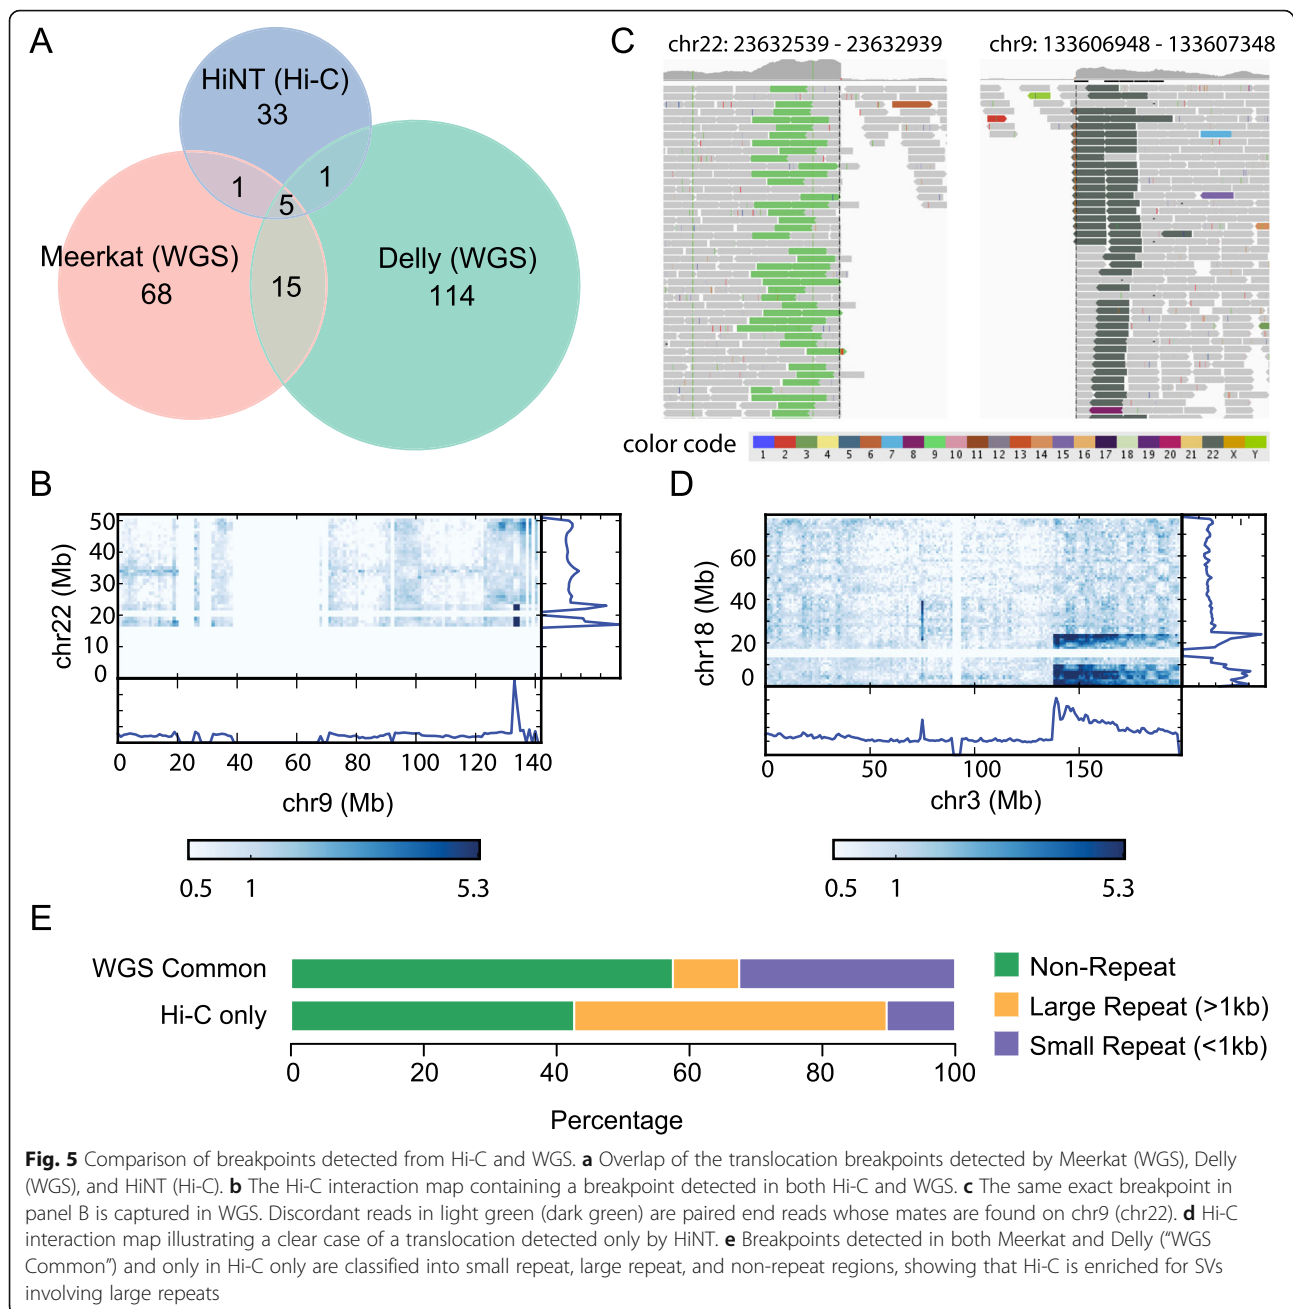 A
HiNT (Hi-C)
33
1
1
5
Meerkat (WGS)
68
15
Delly (WGS)
114
C
chr22: 23632539 - 23632939
chr9: 133606948 - 133607348
color code
1 2 3 4 5 6 7 8 9 10 11 12 13 14 15 16 17 18 19 20 21 22 X Y
B
50
40
30
20
10
0
chr22 (Mb)
0 20 40 60 80 100 120 140
chr9 (Mb)
0.5 1 5.3
D
60
40
20
0
chr18 (Mb)
0 50 100 150
chr3 (Mb)
0.5 1 5.3
E
WGS Common
Hi-C only
0 20 40 60 80 100
Percentage
Non-Repeat
Large Repeat (>1kb)
Small Repeat (<1kb)
Fig. 5 Comparison of breakpoints detected from Hi-C and WGS. a Overlap of the translocation breakpoints detected by Meerkat (WGS), Delly
(WGS), and HiNT (Hi-C). b The Hi-C interaction map containing a breakpoint detected in both Hi-C and WGS. c The same exact breakpoint in
panel B is captured in WGS. Discordant reads in light green (dark green) are paired end reads whose mates are found on chr9 (chr22). d Hi-C
interaction map illustrating a clear case of a translocation detected only by HiNT. e Breakpoints detected in both Meerkat and Delly (“WGS
Common”) and only in Hi-C only are classified into small repeat, large repeat, and non-repeat regions, showing that Hi-C is enriched for SVs
involving large repeats